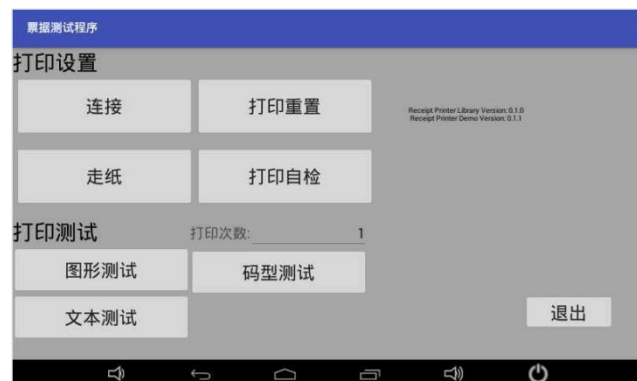 票据测试程序
打印设置
连接
打印重置
Receipt Printer Library Version: 0.1.0
Receipt Printer Demo Version: 0.1.1
走纸
打印自检
打印测试
打印次数:
1
图形测试
码型测试
文本测试
退出